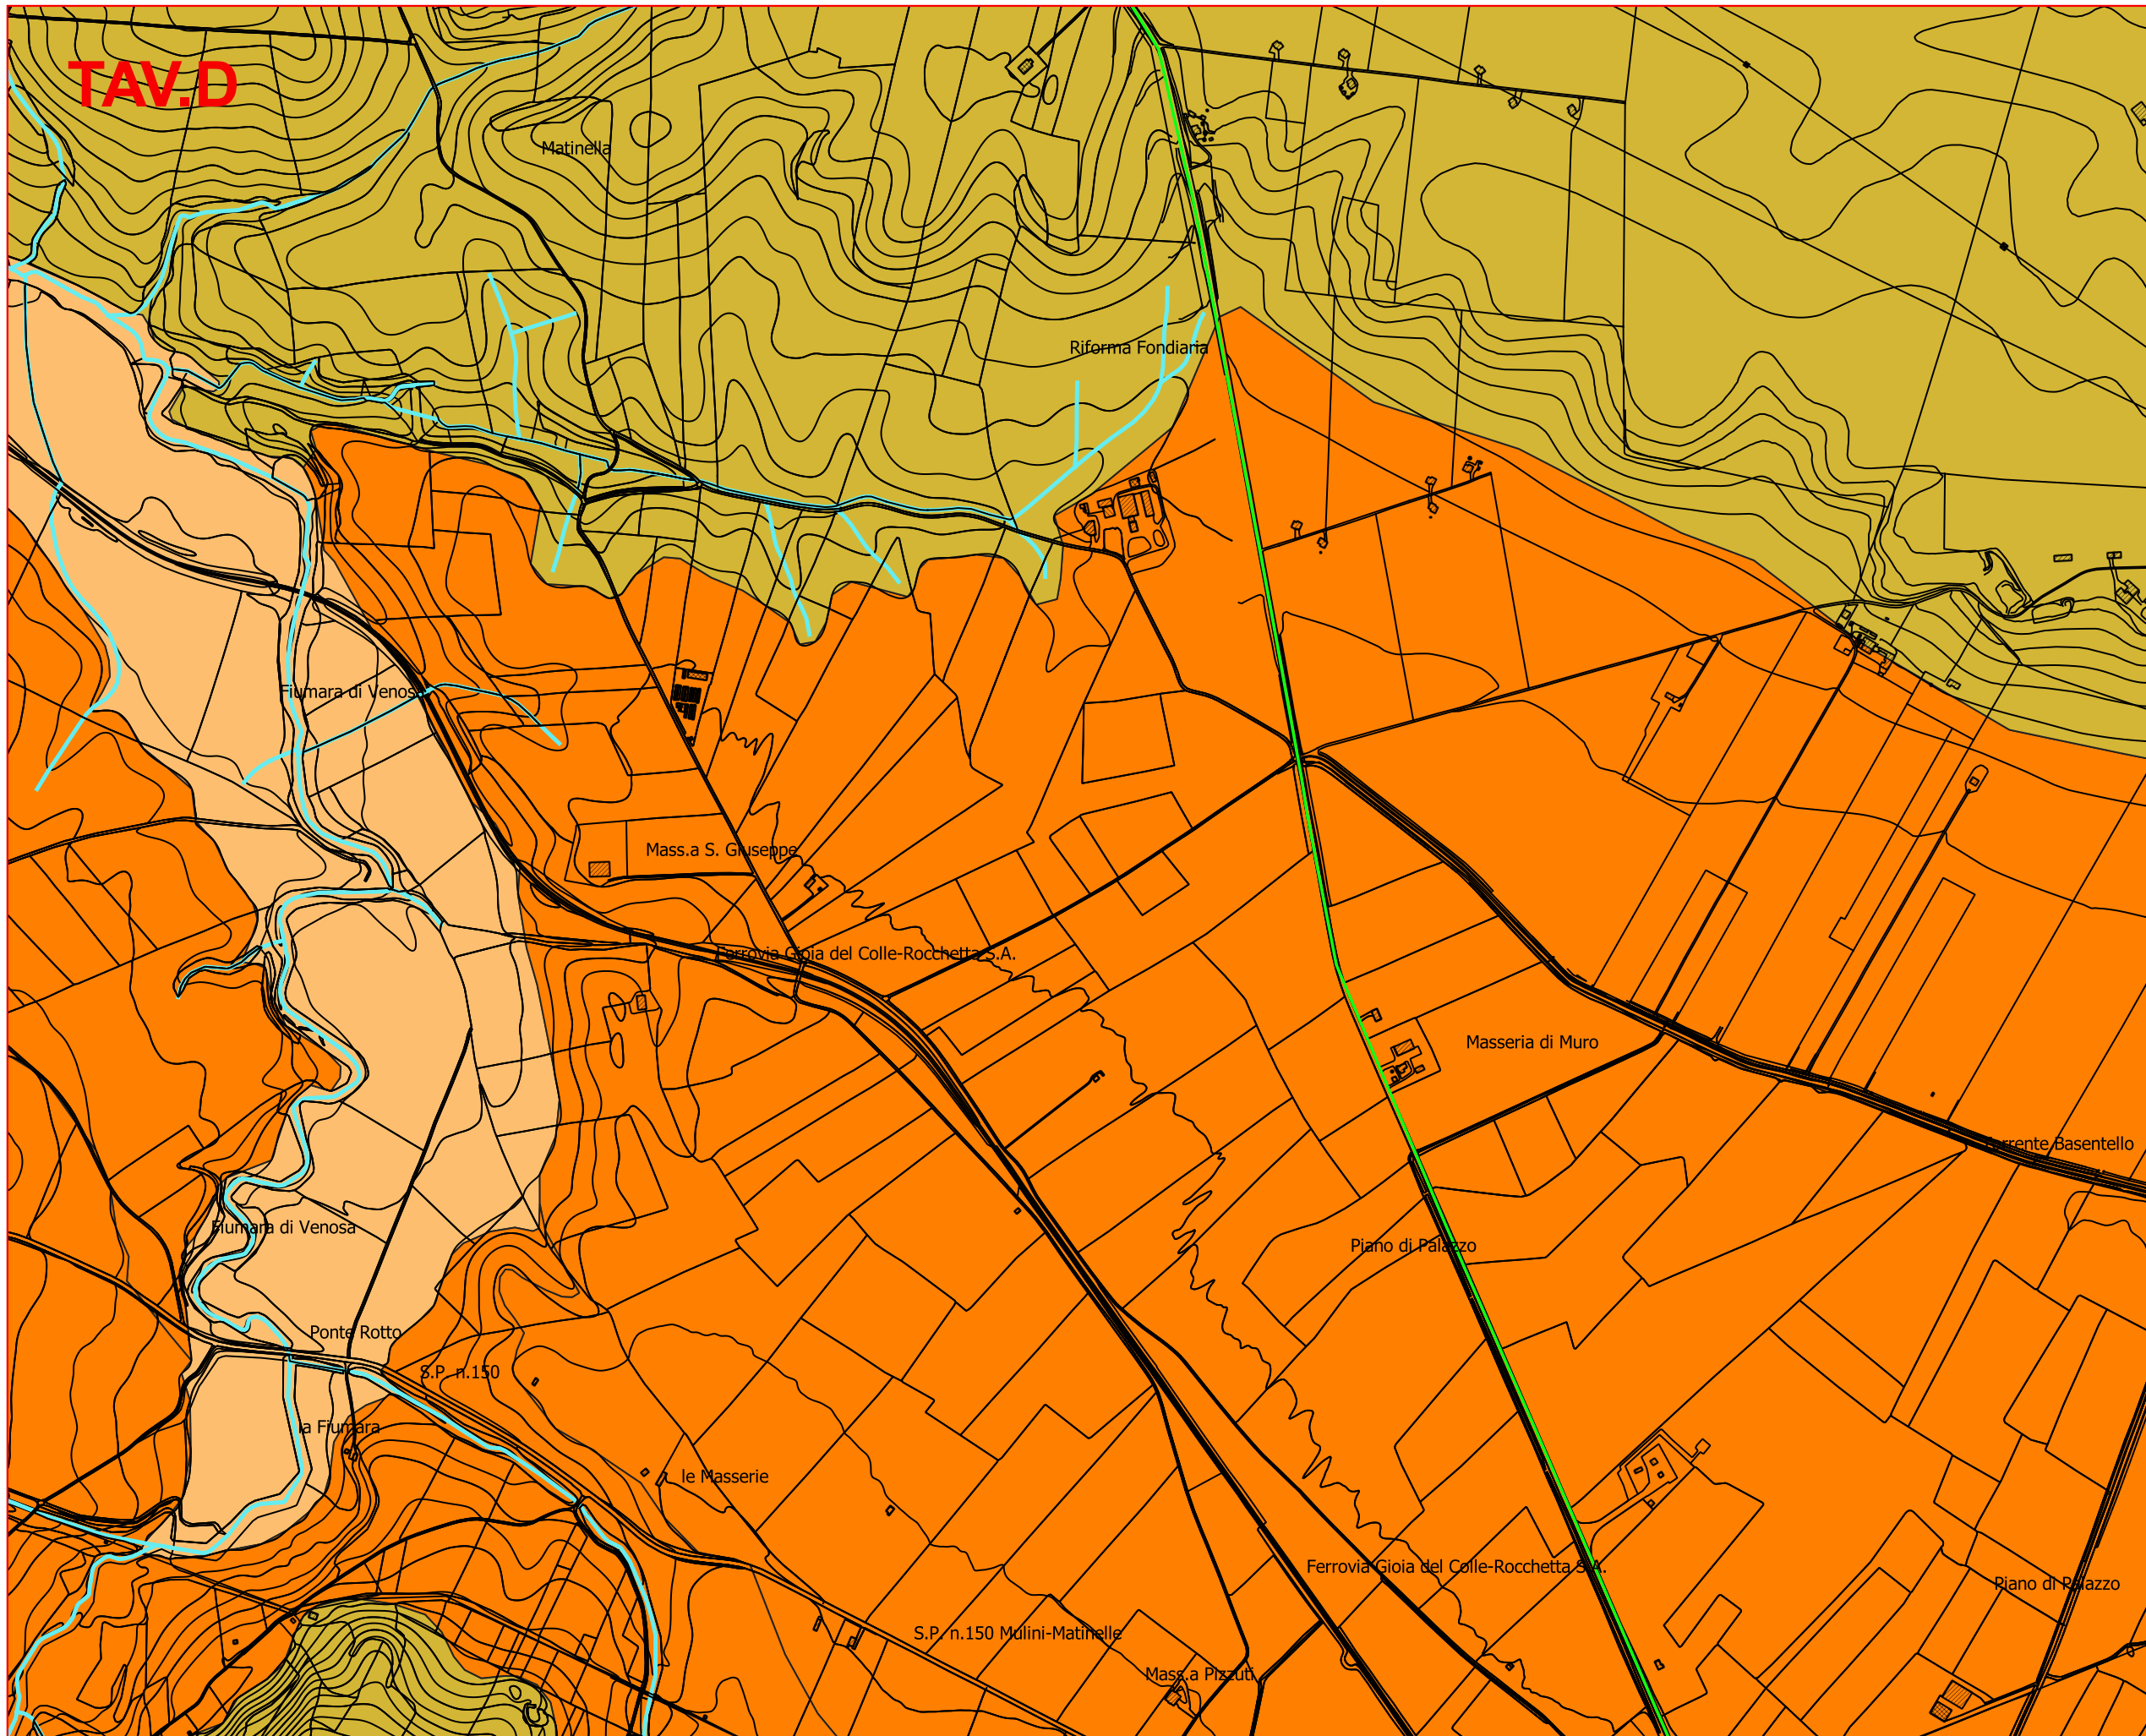 TAV.D
Matinella
Riforma Fondiaria
Fiumara di Venosa
Mass.a S. Giuseppe
Ferrovia Gioia del Colle-Rocchetta S.A.
Masseria di Muro
Torrente Basentello
Fiumara di Venosa
Piano di Palazzo
Ponte Rotto
S.P. n.150
la Fiumara
le Masserie
Ferrovia Gioia del Colle-Rocchetta S.A.
Piano di Palazzo
S.P. n.150 Mulini-Matinelle
Mass.a Pizzuti